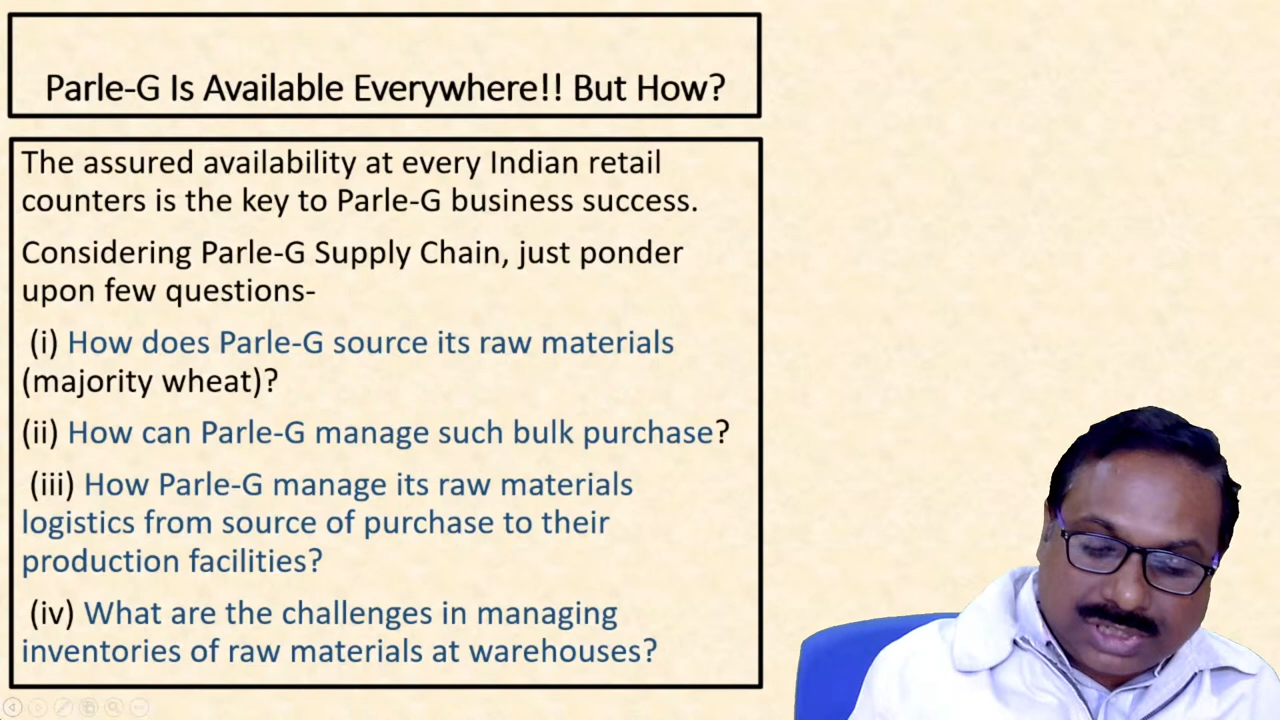 Parle-G Is Available Everywhere!! But How?
The assured availability at every Indian retail
counters is the key to Parle-G business success.
Considering Parle-G Supply Chain, just ponder
upon few questions-
(i) How does Parle-G source its raw materials
(majority wheat)?
(ii) How can Parle-G manage such bulk purchase?
(iii) How Parle-G manage its raw materials
logistics from source of purchase to their
production facilities?
(iv) What are the challenges in managing
inventories of raw materials at warehouses?